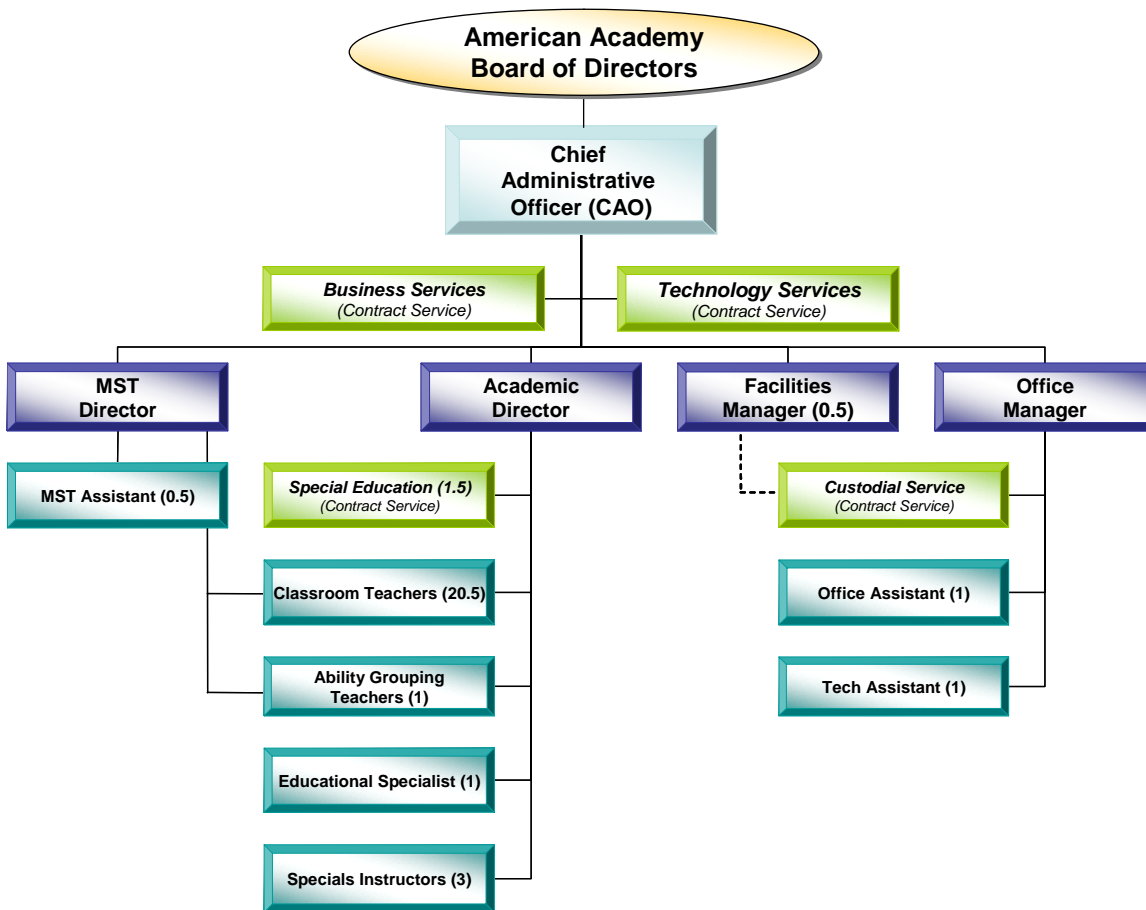 American Academy
Board of Directors
Chief
Administrative
Officer (CAO)
Business Services
(Contract Service)
Technology Services
(Contract Service)
MST
Director
Academic
Director
Facilities
Manager (0.5)
Office
Manager
MST Assistant (0.5)
Special Education (1.5)
(Contract Service)
Custodial Service
(Contract Service)
Classroom Teachers (20.5)
Office Assistant (1)
Ability Grouping
Teachers (1)
Tech Assistant (1)
Educational Specialist (1)
Specials Instructors (3)